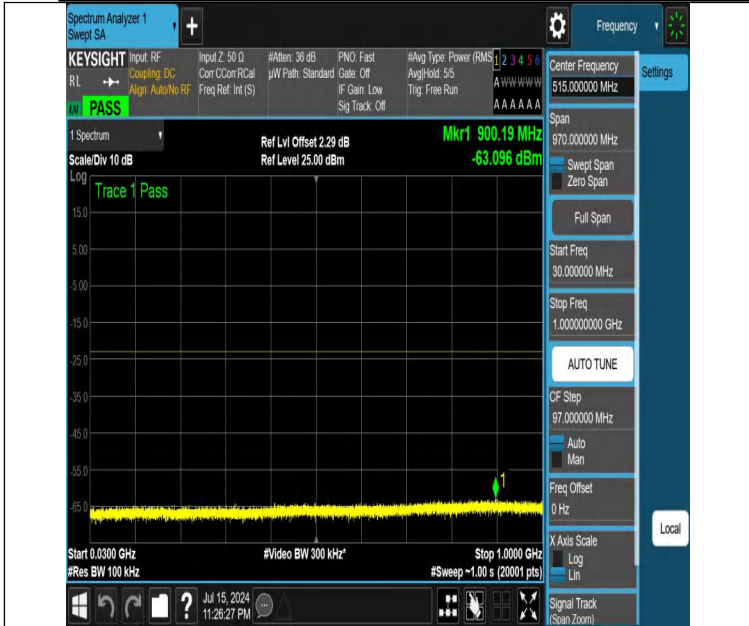 Spectrum Analyzer 1
Swept SA
+
Frequency
KEYSIGHT
RL
LXI
PASS
Input: RF
Coupling: DC
Align: Auto/No RF
Input Z: 50 Ω
Corr CCorr RCal
Freq Ref: Int (S)
#Atten: 36 dB
µW Path: Standard
PNO: Fast
Gate: Off
IF Gain: Low
Sig Track: Off
#Avg Type: Power (RMS
Avg|Hold: 5/5
Trig: Free Run
1 2 3 4 5 6
A W W W W W
A A A A A A
1 Spectrum
Scale/Div 10 dB
Ref Lvl Offset 2.29 dB
Ref Level 25.00 dBm
Mkr1 900.19 MHz
-63.096 dBm
Log
Trace 1 Pass
15.0
5.00
-5.00
-15.0
-25.0
-35.0
-45.0
-55.0
-65.0
1
Start 0.0300 GHz
#Res BW 100 kHz
#Video BW 300 kHz*
Stop 1.0000 GHz
#Sweep ~1.00 s (20001 pts)
?
Jul 15, 2024
11:26:27 PM
Center Frequency
515.000000 MHz
Settings
Span
970.000000 MHz
Swept Span
Zero Span
Full Span
Start Freq
30.000000 MHz
Stop Freq
1.000000000 GHz
AUTO TUNE
CF Step
97.000000 MHz
Auto
Man
Freq Offset
0 Hz
X Axis Scale
Log
Lin
Local
Signal Track
(Span Zoom)